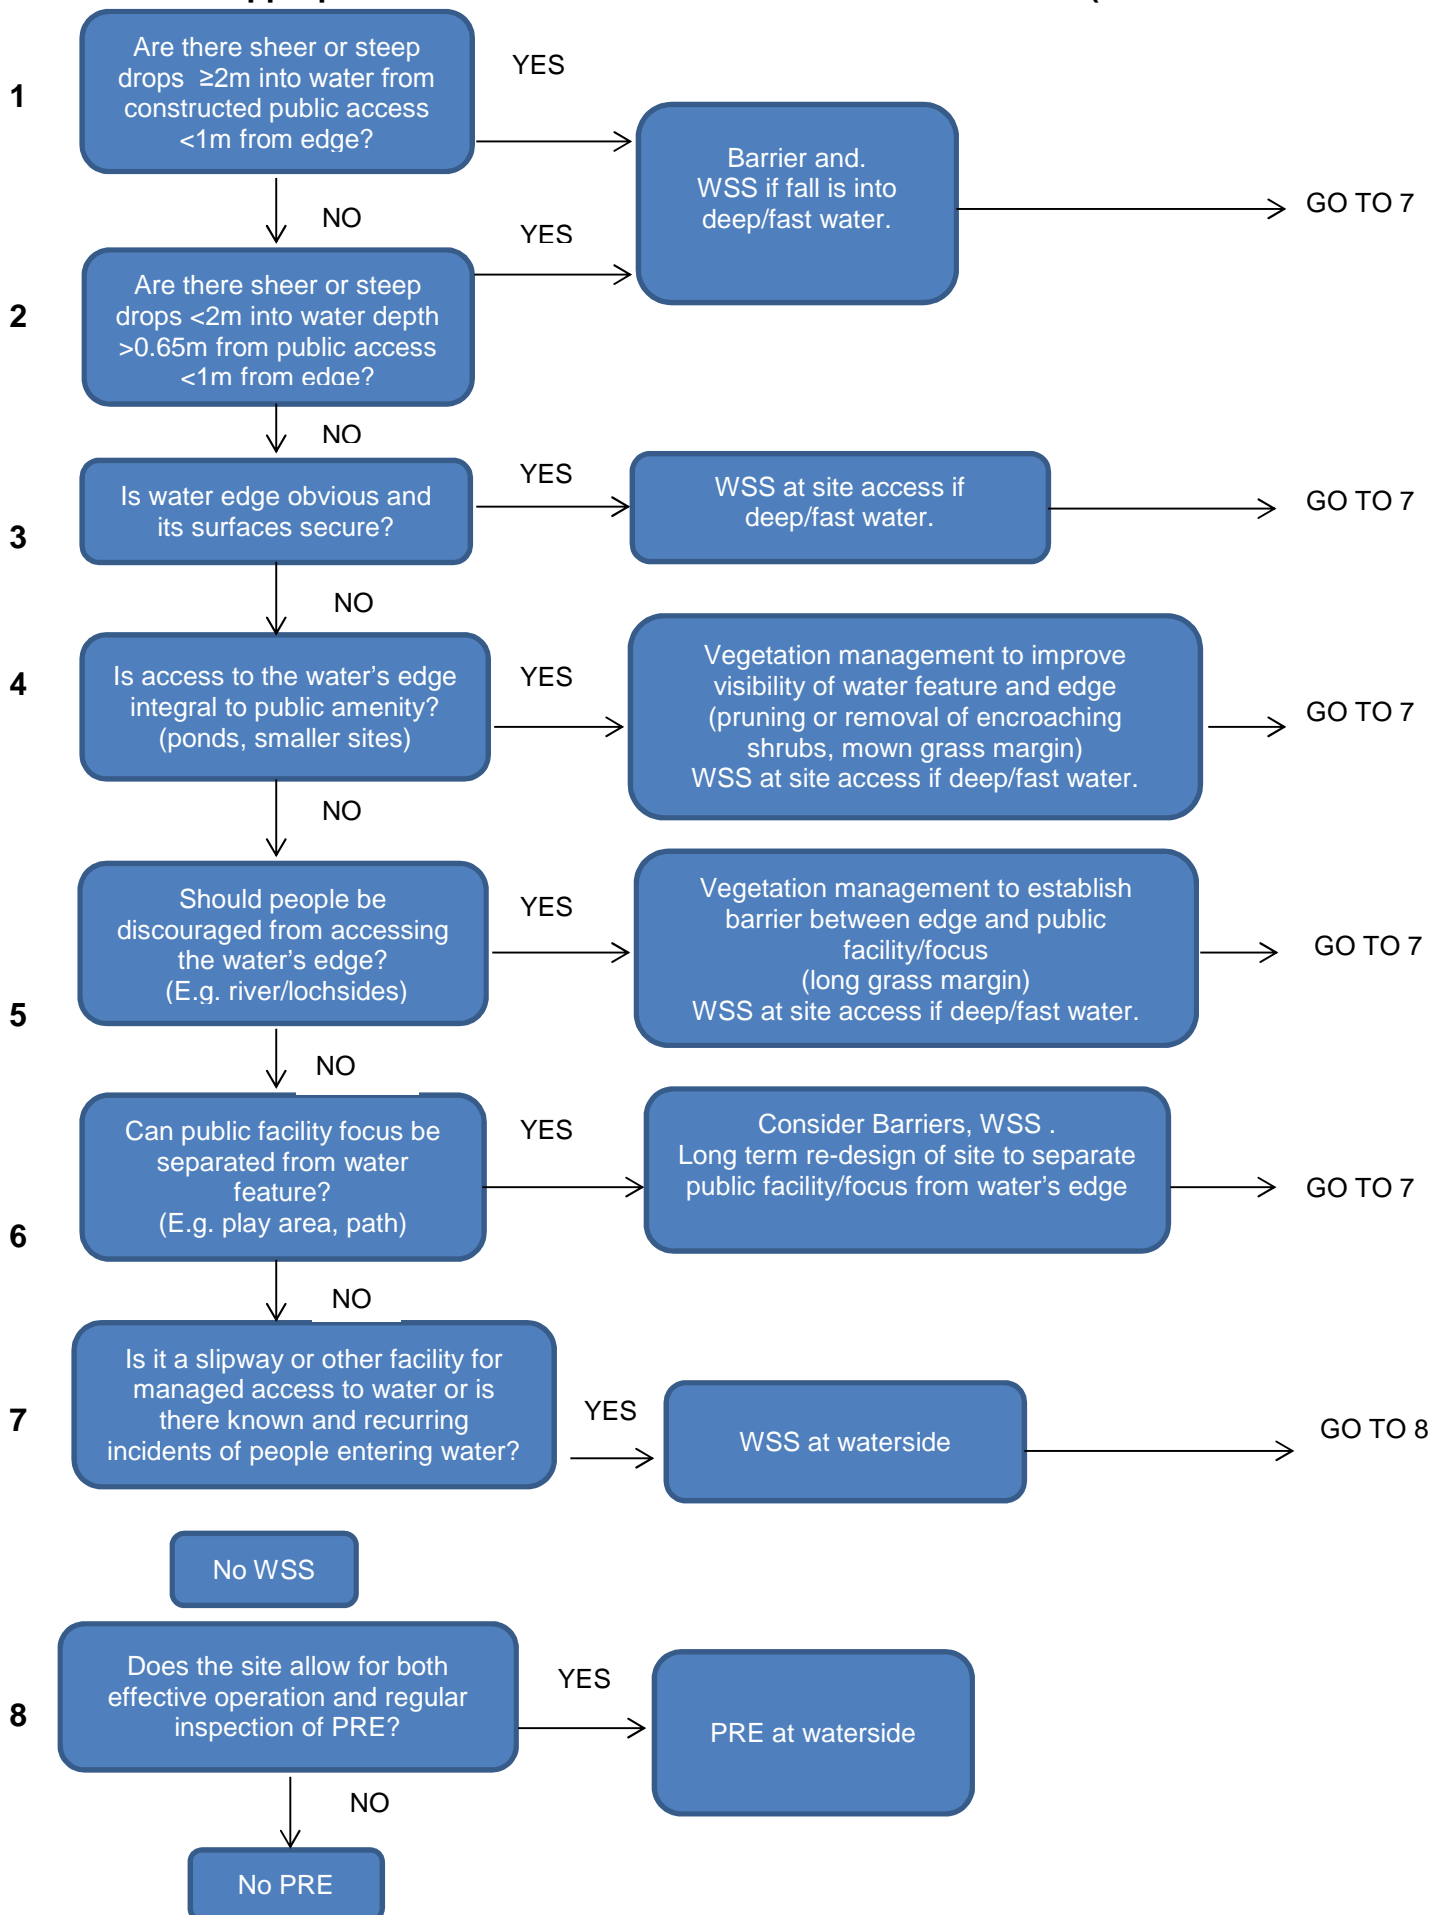 1
Are there sheer or steep
drops ≥2m into water from
constructed public access
<1m from edge?
YES
Barrier and.
WSS if fall is into
deep/fast water.
GO TO 7
NO
YES
2
Are there sheer or steep
drops <2m into water depth
>0.65m from public access
<1m from edge?
NO
3
Is water edge obvious and
its surfaces secure?
YES
WSS at site access if
deep/fast water.
GO TO 7
NO
4
Is access to the water’s edge
integral to public amenity?
(ponds, smaller sites)
YES
Vegetation management to improve
visibility of water feature and edge
(pruning or removal of encroaching
shrubs, mown grass margin)
WSS at site access if deep/fast water.
GO TO 7
NO
Should people be
discouraged from accessing
the water’s edge?
(E.g. river/lochsides)
5
YES
Vegetation management to establish
barrier between edge and public
facility/focus
(long grass margin)
WSS at site access if deep/fast water.
GO TO 7
NO
Can public facility focus be
separated from water
feature?
(E.g. play area, path)
6
YES
Consider Barriers, WSS .
Long term re-design of site to separate
public facility/focus from water’s edge
GO TO 7
NO
7
Is it a slipway or other facility for
managed access to water or is
there known and recurring
incidents of people entering water?
YES
WSS at waterside
GO TO 8
No WSS
8
Does the site allow for both
effective operation and regular
inspection of PRE?
YES
PRE at waterside
NO
No PRE